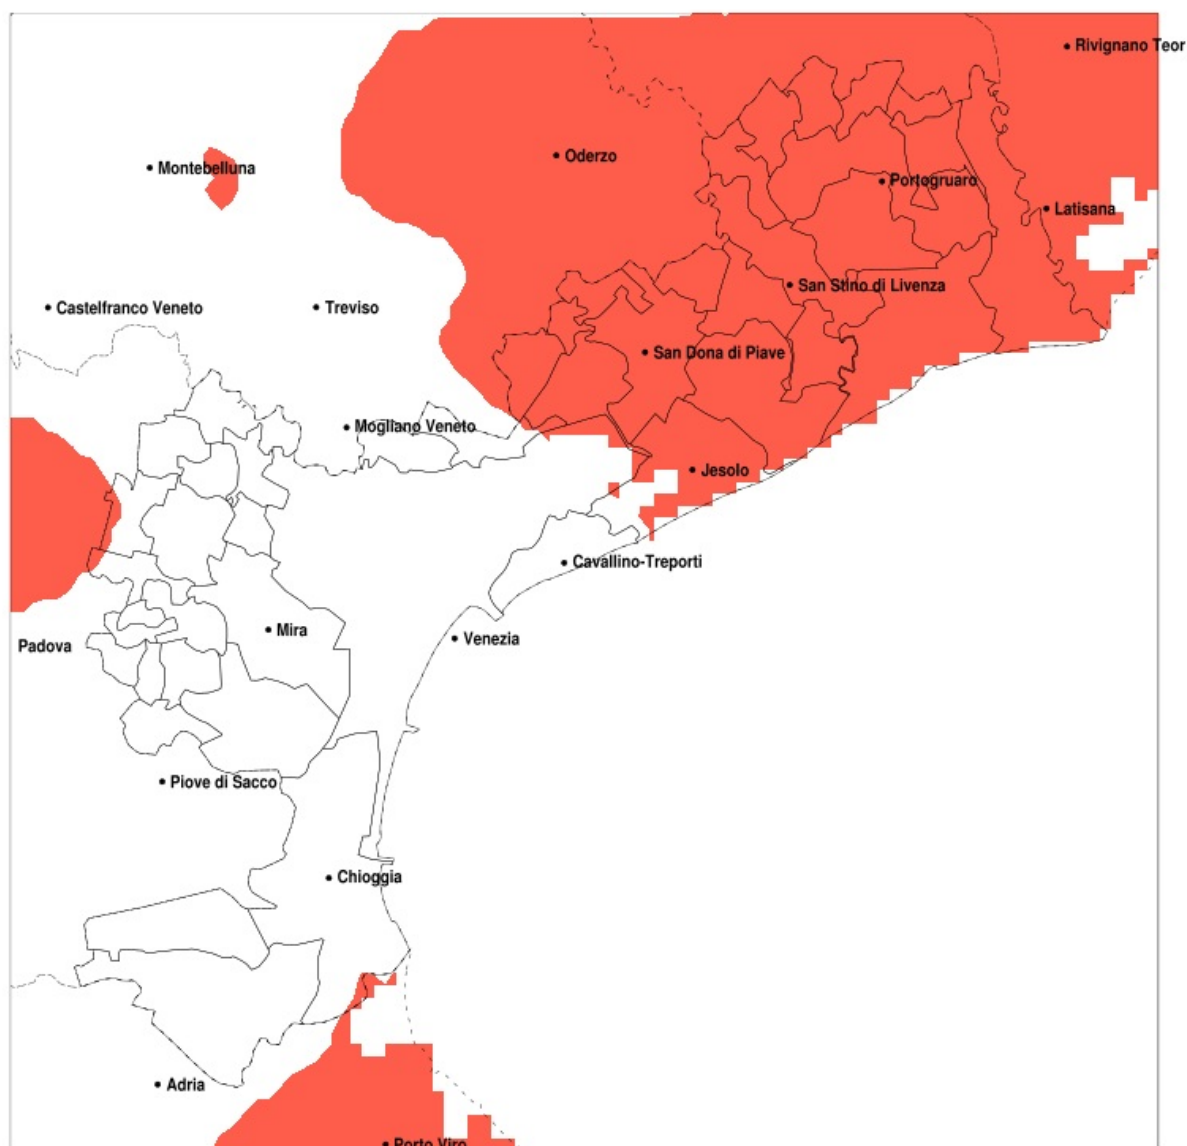 Rivignano Teor
Oderzo
Montebelluna
Portogruaro
Latisana
San Stino di Livenza
Castelfranco Veneto
Treviso
San Dona di Piave
Mogliano Veneto
Jesolo
Cavallino-Treporti
Mira
Venezia
Padova
Piove di Sacco
Chioggia
Adria
Porto Viro